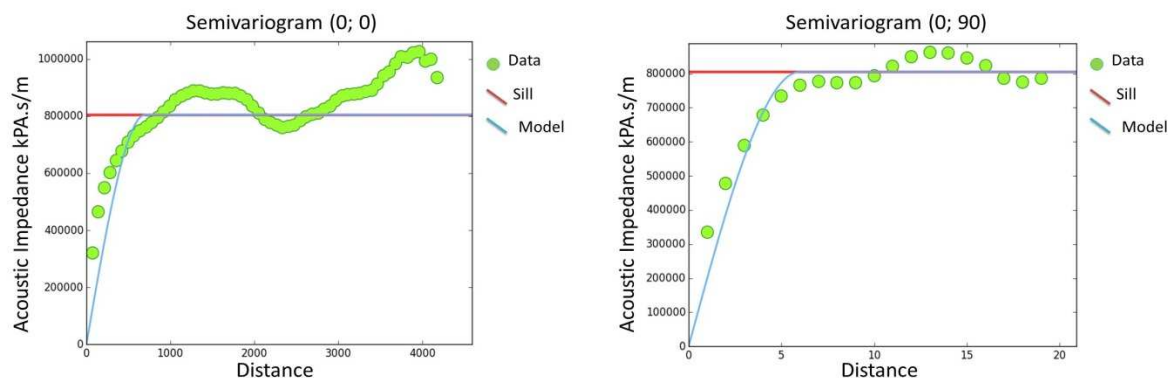 Semivariogram (0; 0)
Acoustic Impedance kPA.s/m
1000000
800000
600000
400000
200000
0
0 1000 2000 3000 4000
Distance
Data
Sill
Model
Semivariogram (0; 90)
Acoustic Impedance kPA.s/m
800000
700000
600000
500000
400000
300000
200000
100000
0
0 5 10 15 20
Distance
Data
Sill
Model